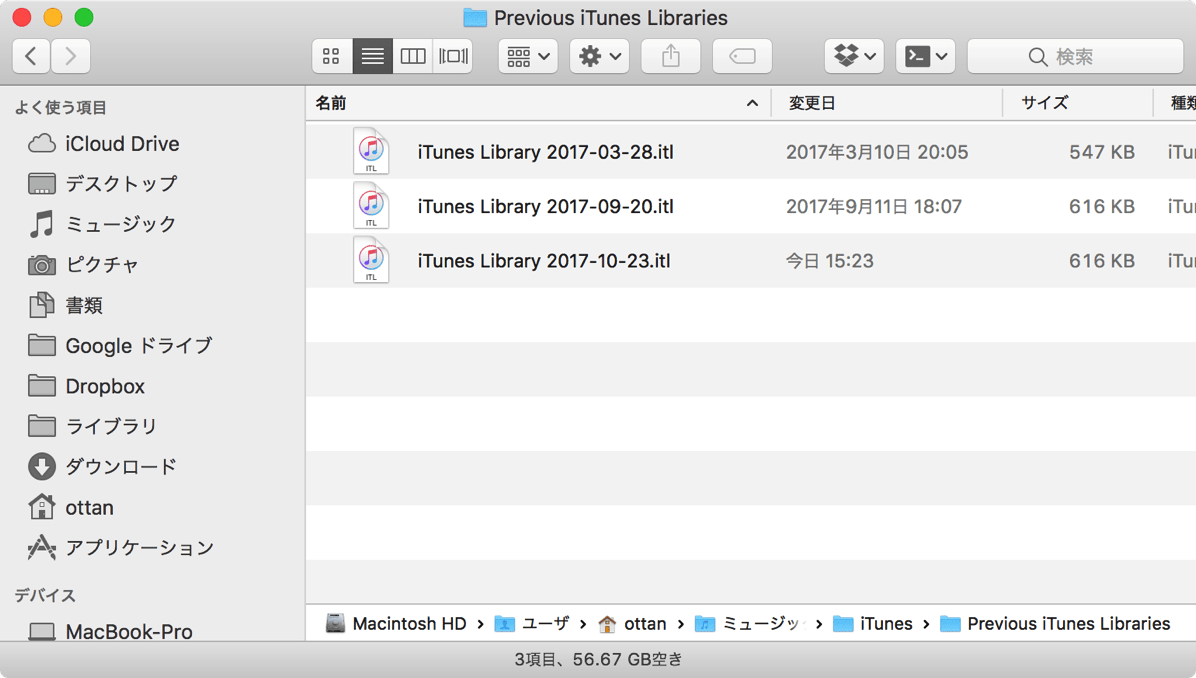 Previous iTunes Libraries
検索
よく使う項目
iCloud Drive
デスクトップ
ミュージック
ピクチャ
書類
Google ドライブ
Dropbox
ライブラリ
ダウンロード
ottan
アプリケーション
デバイス
MacBook-Pro
名前 変更日 サイズ 種類
ITL iTunes Library 2017-03-28.itl 2017年3月10日 20:05 547 KB iTu
ITL iTunes Library 2017-09-20.itl 2017年9月11日 18:07 616 KB iTu
ITL iTunes Library 2017-10-23.itl 今日 15:23 616 KB iTu
Macintosh HD › ユーザ › ottan › ミュージッ › iTunes › Previous iTunes Libraries
3項目、56.67 GB空き